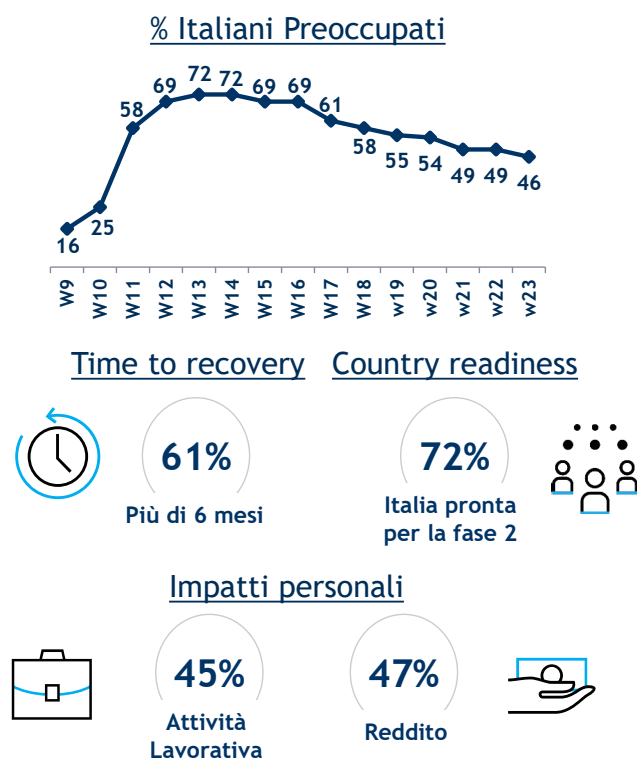 % Italiani Preoccupati
16 25 58 69 72 72 69 69 61 58 55 54 49 49 46
W9 W10 W11 W12 W13 W14 W15 W16 W17 W18 w19 w20 w21 w22 w23
Time to recovery
61%
Più di 6 mesi
Country readiness
72%
Italia pronta
per la fase 2
Impatti personali
45%
Attività
Lavorativa
47%
Reddito